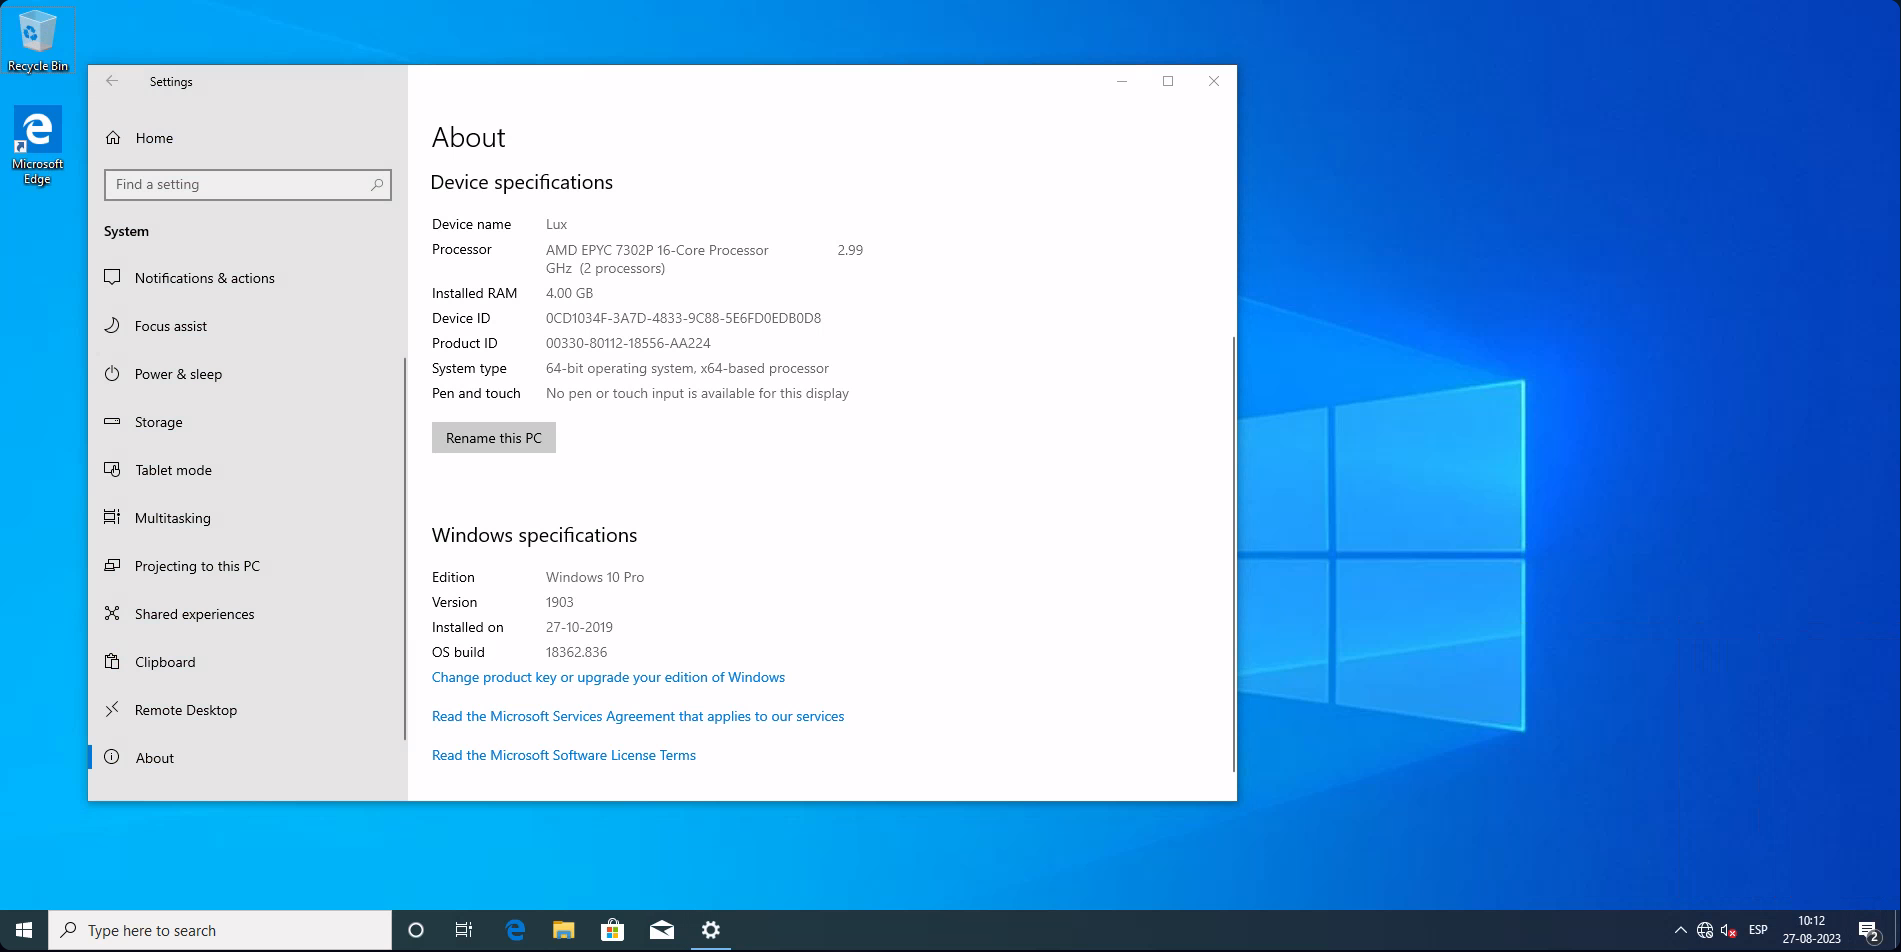 Recycle Bin
Microsoft
Edge
Settings
Home
Find a setting
System
Notifications & actions
Focus assist
Power & sleep
Storage
Tablet mode
Multitasking
Projecting to this PC
Shared experiences
Clipboard
Remote Desktop
About
About
Device specifications
Device name Lux
Processor AMD EPYC 7302P 16-Core Processor 2.99
GHz (2 processors)
Installed RAM 4.00 GB
Device ID 0CD1034F-3A7D-4833-9C88-5E6FD0EDB0D8
Product ID 00330-80112-18556-AA224
System type 64-bit operating system, x64-based processor
Pen and touch No pen or touch input is available for this display
Rename this PC
Windows specifications
Edition Windows 10 Pro
Version 1903
Installed on 27-10-2019
OS build 18362.836
Change product key or upgrade your edition of Windows
Read the Microsoft Services Agreement that applies to our services
Read the Microsoft Software License Terms
Type here to search
ESP
10:12
27-08-2023
2